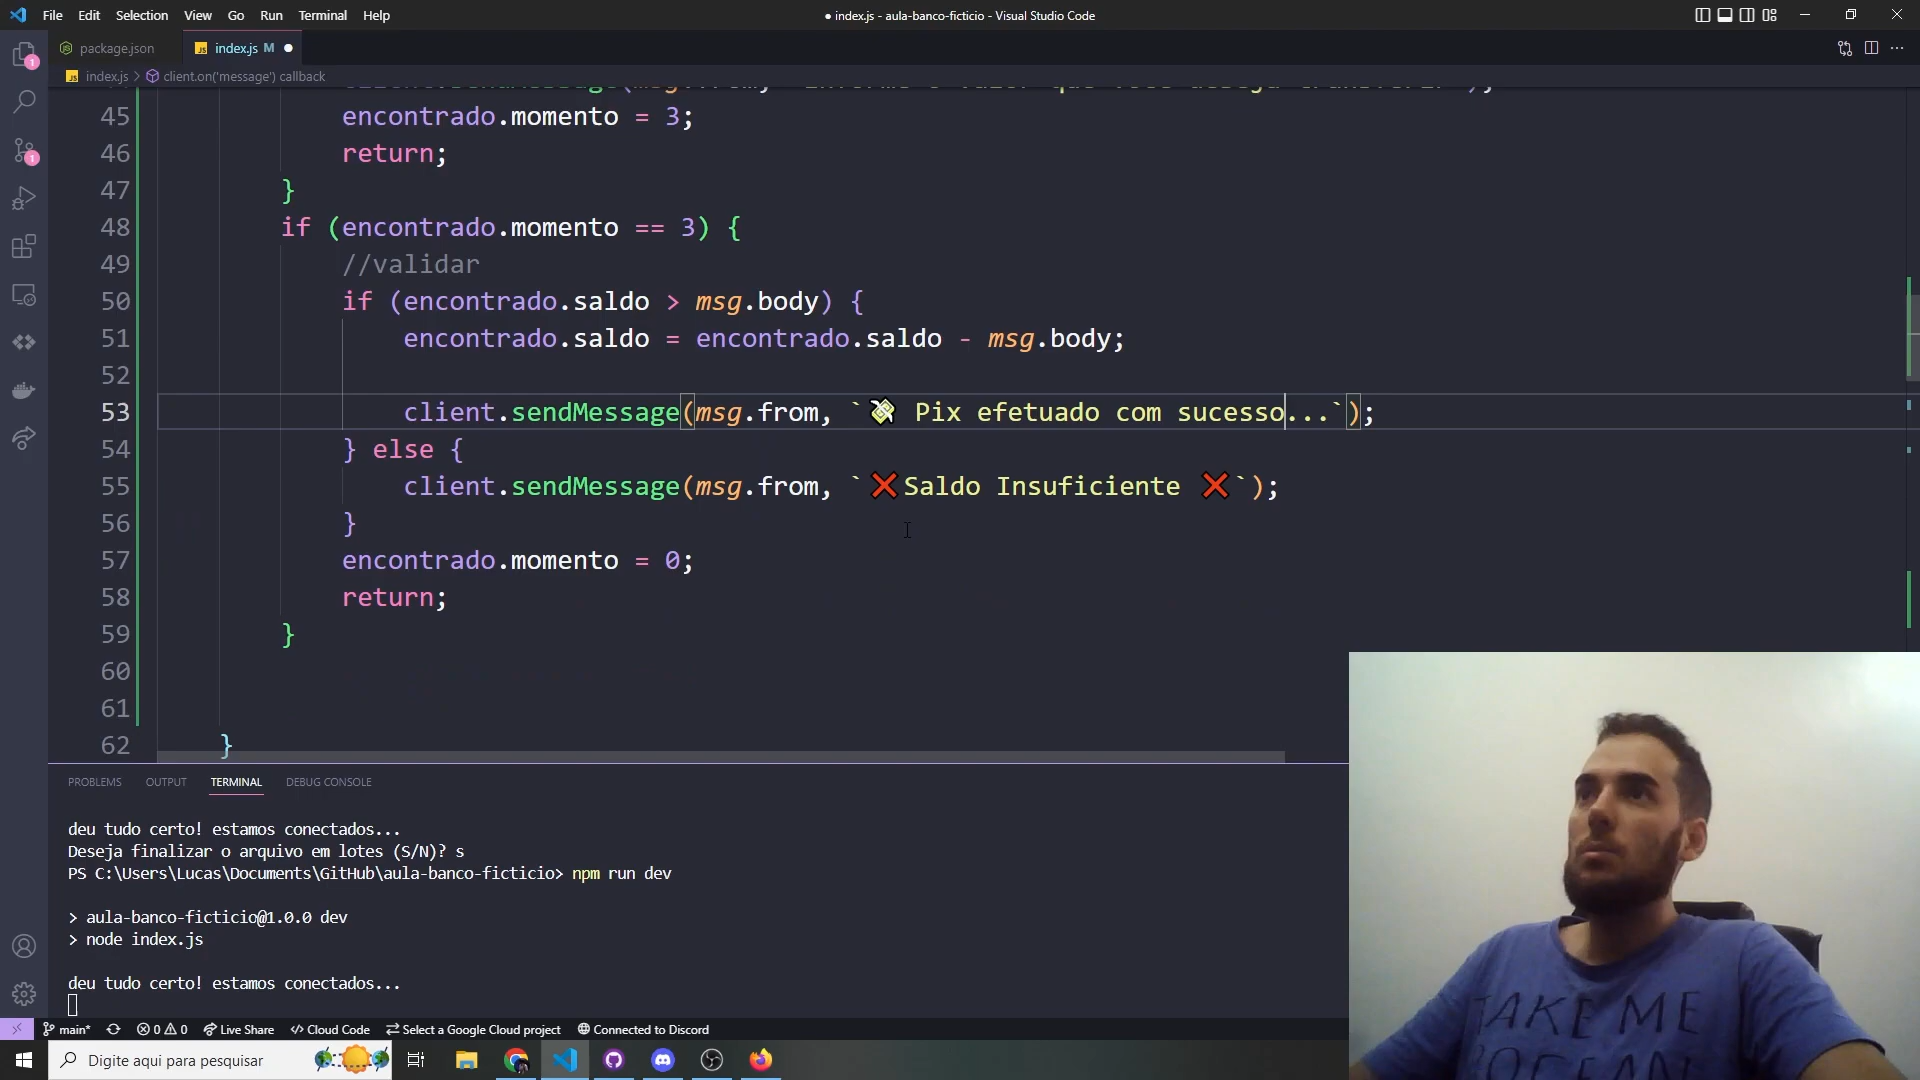 File Edit Selection View Go Run Terminal Help
● index.js - aula-banco-ficticio - Visual Studio Code
package.json
JS index.js M ●
JS index.js > client.on('message') callback
45 encontrado.momento = 3;
46 return;
47 }
48 if (encontrado.momento == 3) {
49 //validar
50 if (encontrado.saldo > msg.body) {
51 encontrado.saldo = encontrado.saldo - msg.body;
52
53 client.sendMessage(msg.from, `💸 Pix efetuado com sucesso...`);
54 } else {
55 client.sendMessage(msg.from, `❌Saldo Insuficiente ❌`);
56 }
57 encontrado.momento = 0;
58 return;
59 }
60
61
62 }
PROBLEMS OUTPUT TERMINAL DEBUG CONSOLE
deu tudo certo! estamos conectados...
Deseja finalizar o arquivo em lotes (S/N)? s
PS C:\Users\Lucas\Documents\GitHub\aula-banco-ficticio> npm run dev
> aula-banco-ficticio@1.0.0 dev
> node index.js
deu tudo certo! estamos conectados...
main* 0 0 Live Share Cloud Code Select a Google Cloud project Connected to Discord
Digite aqui para pesquisar
TAKE ME
OCEAN
1
1